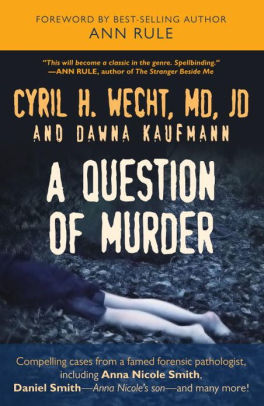 FOREWORD BY BEST-SELLING AUTHOR
ANN RULE
"This will become a classic in the genre. Spellbinding."
—ANN RULE, author of The Stranger Beside Me
CYRIL H. WECHT, MD, JD
AND DAWNA KAUFMANN
A QUESTION
OF MURDER
Compelling cases from a famed forensic pathologist,
including Anna Nicole Smith,
Daniel Smith—Anna Nicole's son—and many more!